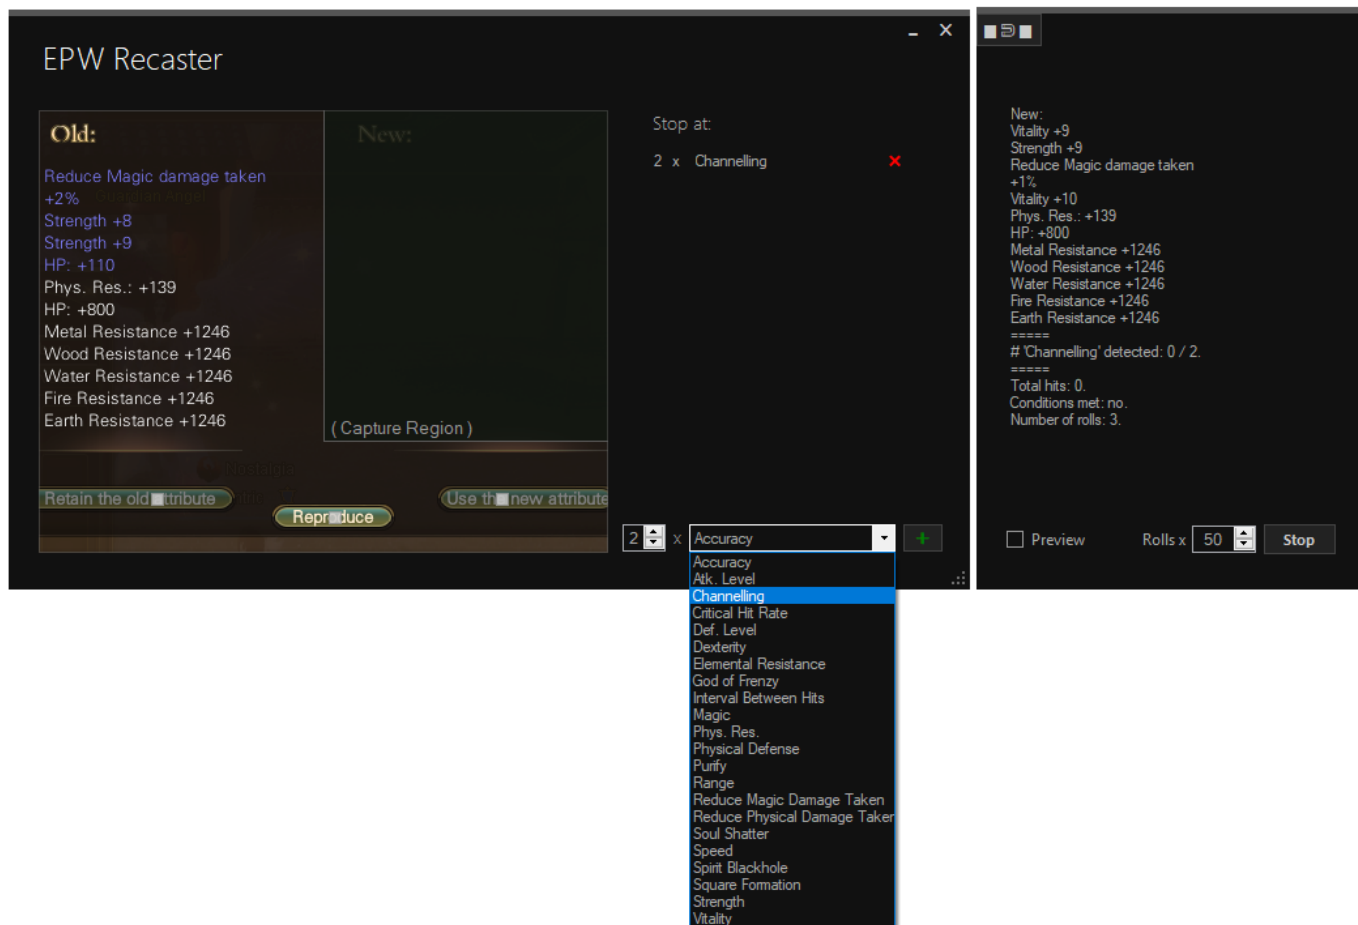 EPW Recaster
Old:
Reduce Magic damage taken
+2%
Strength +8
Strength +9
HP: +110
Phys. Res.: +139
HP: +800
Metal Resistance +1246
Wood Resistance +1246
Water Resistance +1246
Fire Resistance +1246
Earth Resistance +1246
Nostalgia
Retain the old attribute
Reproduce
New:
( Capture Region )
Use the new attribute
Stop at:
2 x Channelling
2 x Accuracy
Accuracy
Atk. Level
Channelling
Critical Hit Rate
Def. Level
Dexterity
Elemental Resistance
God of Frenzy
Interval Between Hits
Magic
Phys. Res.
Physical Defense
Purify
Range
Reduce Magic Damage Taken
Reduce Physical Damage Taken
Soul Shatter
Speed
Spirit Blackhole
Square Formation
Strength
Vitality
New:
Vitality +9
Strength +9
Reduce Magic damage taken
+1%
Vitality +10
Phys. Res.: +139
HP: +800
Metal Resistance +1246
Wood Resistance +1246
Water Resistance +1246
Fire Resistance +1246
Earth Resistance +1246
=====
# 'Channelling' detected: 0 / 2.
=====
Total hits: 0.
Conditions met: no.
Number of rolls: 3.
Preview
Rolls x 50
Stop